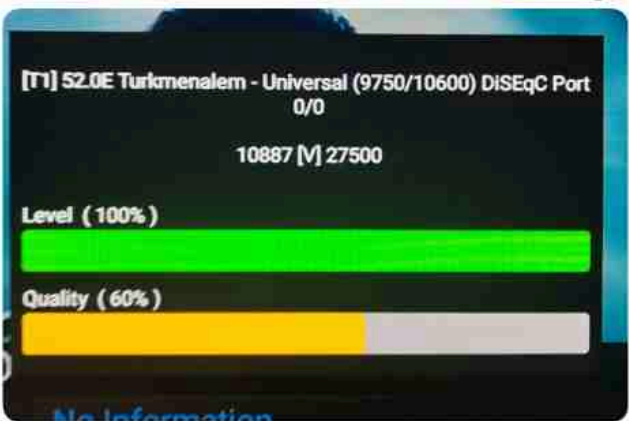 [T1] 52.0E Turkmenalem - Universal (9750/10600) DiSEqC Port
0/0
10887 [V] 27500
Level (100%)
Quality (60%)
No Information